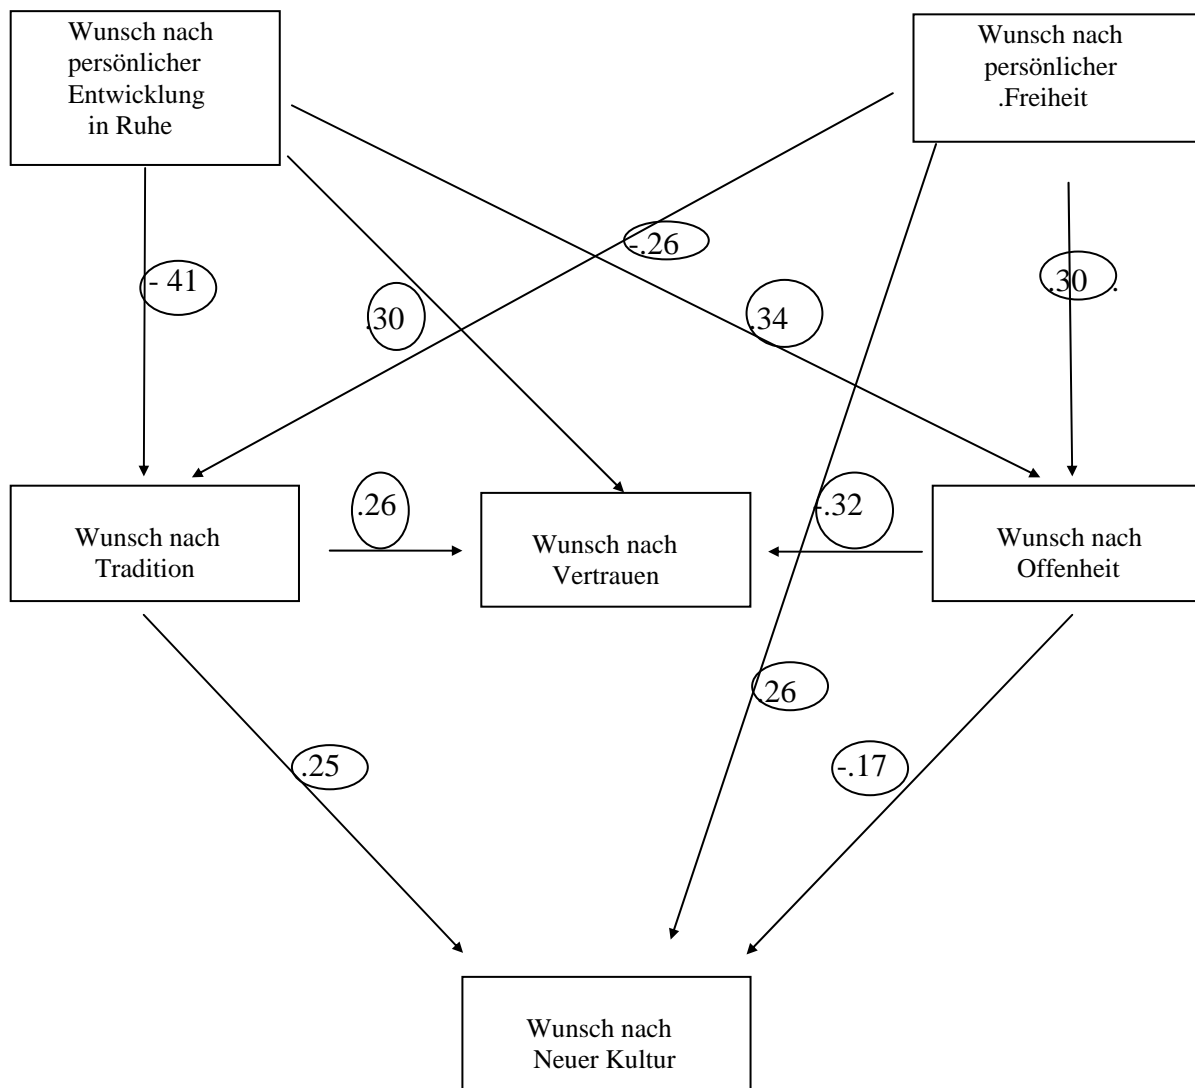 Wunsch nach
persönlicher
Entwicklung
in Ruhe
Wunsch nach
persönlicher
.Freiheit
-.26
- 41
.30 .
.30
.34
.26
-.32
Wunsch nach
Tradition
Wunsch nach
Vertrauen
Wunsch nach
Offenheit
.26
.25
-.17
Wunsch nach
Neuer Kultur